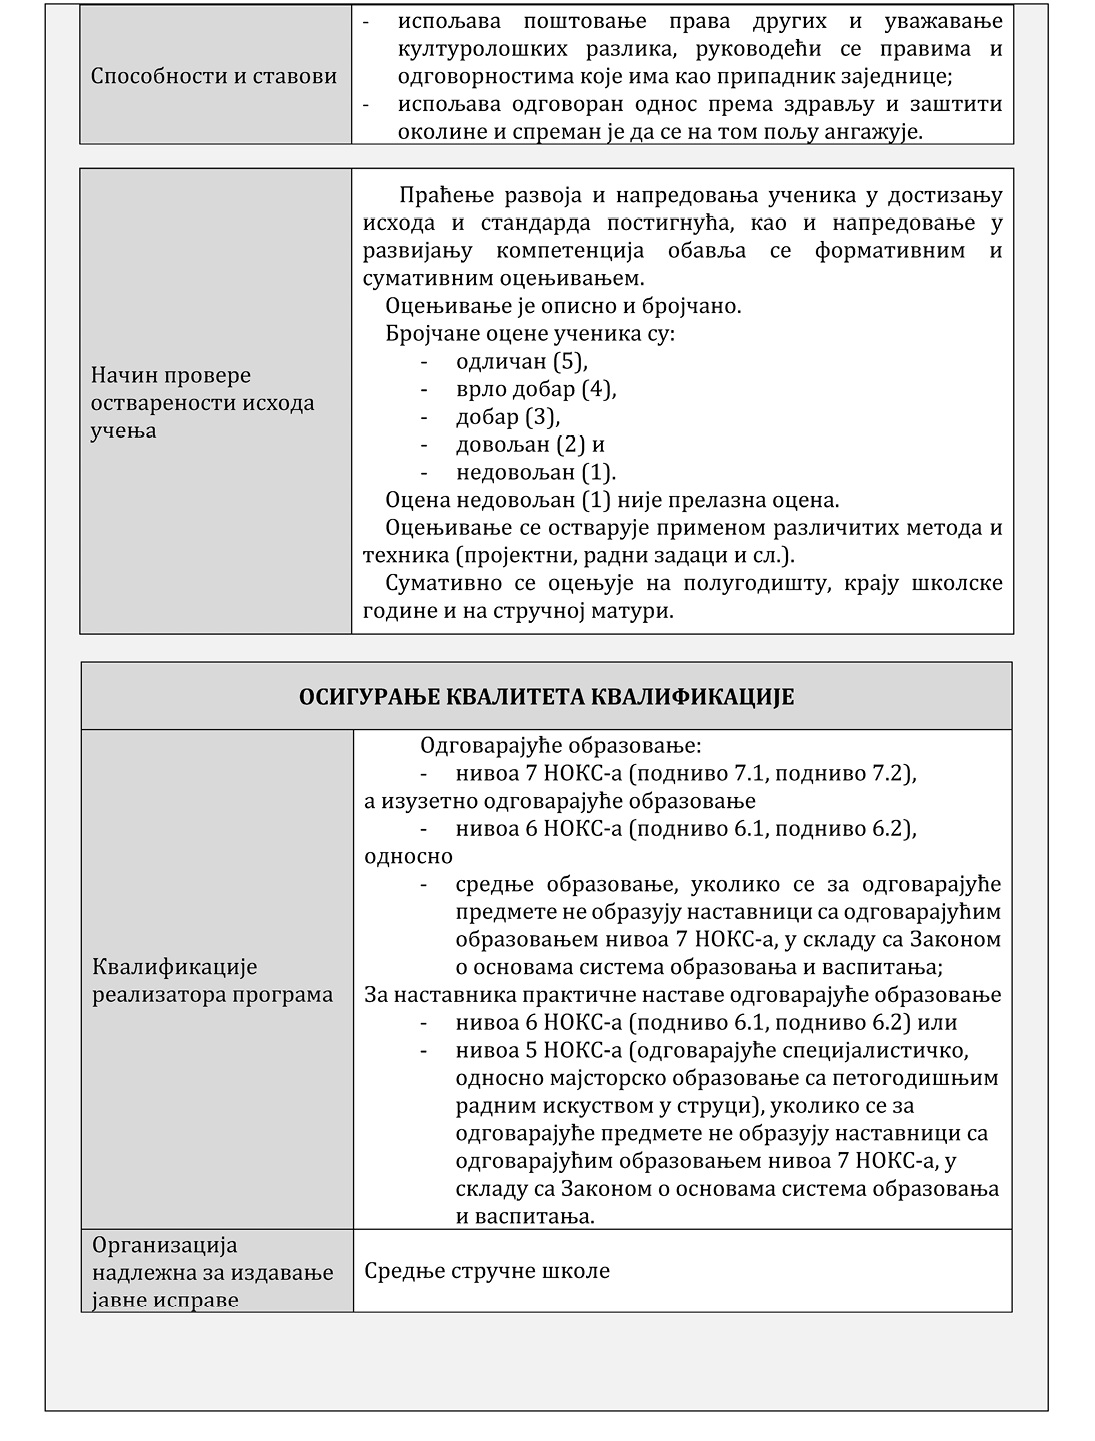 Способности и ставови
- испољава поштовање права других и уважавање
културолошких разлика, руководећи се правима и
одговорностима које има као припадник заједнице;
- испољава одговоран однос према здрављу и заштити
околине и спреман је да се на том пољу ангажује.
Начин провере
остварености исхода
учења
Праћење развоја и напредовања ученика у достизању
исхода и стандарда постигнућа, као и напредовање у
развијању компетенција обавља се формативним и
сумативним оцењивањем.
Оцењивање је описно и бројчано.
Бројчане оцене ученика су:
- одличан (5),
- врло добар (4),
- добар (3),
- довољан (2) и
- недовољан (1).
Оцена недовољан (1) није прелазна оцена.
Оцењивање се остварује применом различитих метода и
техника (пројектни, радни задаци и сл.).
Сумативно се оцењује на полугодишту, крају школске
године и на стручној матури.
ОСИГУРАЊЕ КВАЛИТЕТА КВАЛИФИКАЦИЈЕ
Квалификације
реализатора програма
Одговарајуће образовање:
- нивоа 7 НОКС-а (подниво 7.1, подниво 7.2),
а изузетно одговарајуће образовање
- нивоа 6 НОКС-а (подниво 6.1, подниво 6.2),
односно
- средње образовање, уколико се за одговарајуће
предмете не образују наставници са одговарајућим
образовањем нивоа 7 НОКС-а, у складу са Законом
о основама система образовања и васпитања;
За наставника практичне наставе одговарајуће образовање
- нивоа 6 НОКС-а (подниво 6.1, подниво 6.2) или
- нивоа 5 НОКС-а (одговарајуће специјалистичко,
односно мајсторско образовање са петогодишњим
радним искуством у струци), уколико се за
одговарајуће предмете не образују наставници са
одговарајућим образовањем нивоа 7 НОКС-а, у
складу са Законом о основама система образовања
и васпитања.
Организација
надлежна за издавање
јавне исправе
Средње стручне школе